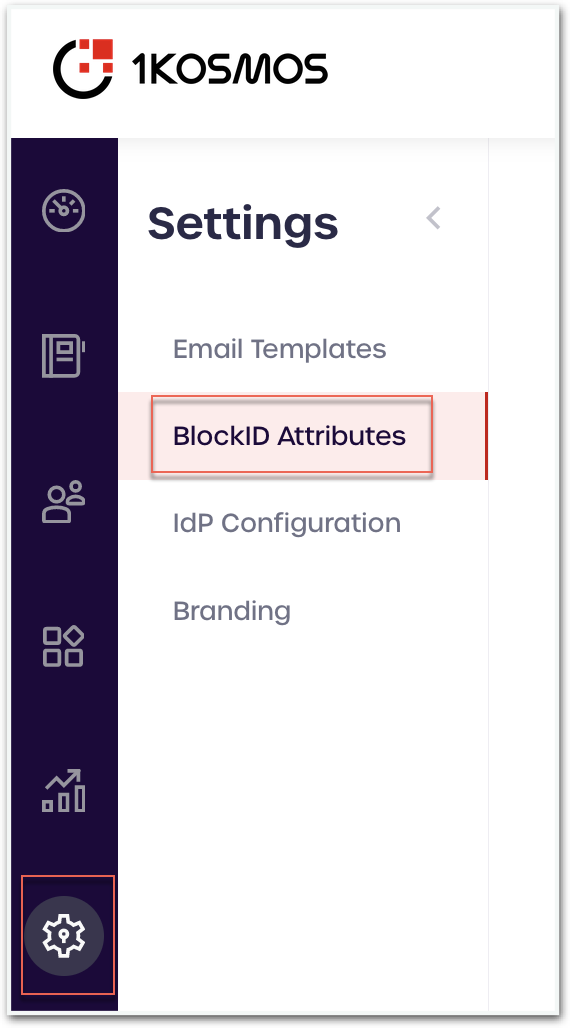 1KOSMOS
Settings
Email Templates
BlockID Attributes
IdP Configuration
Branding